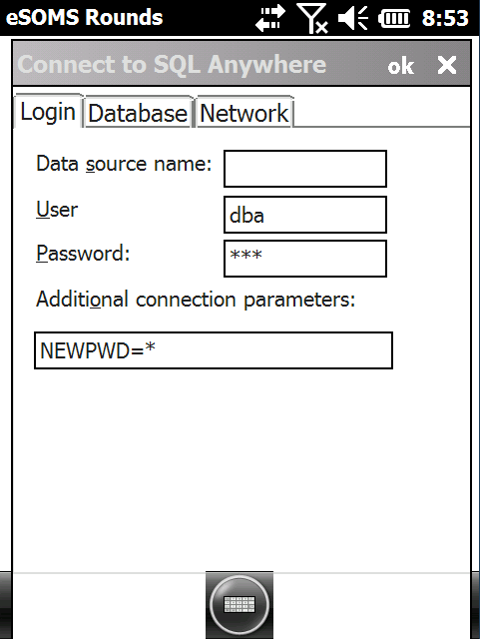 eSOMS Rounds 8:53
Connect to SQL Anywhere ok
Login Database Network
Data source name:
User dba
Password: ***
Additional connection parameters:
NEWPWD=*